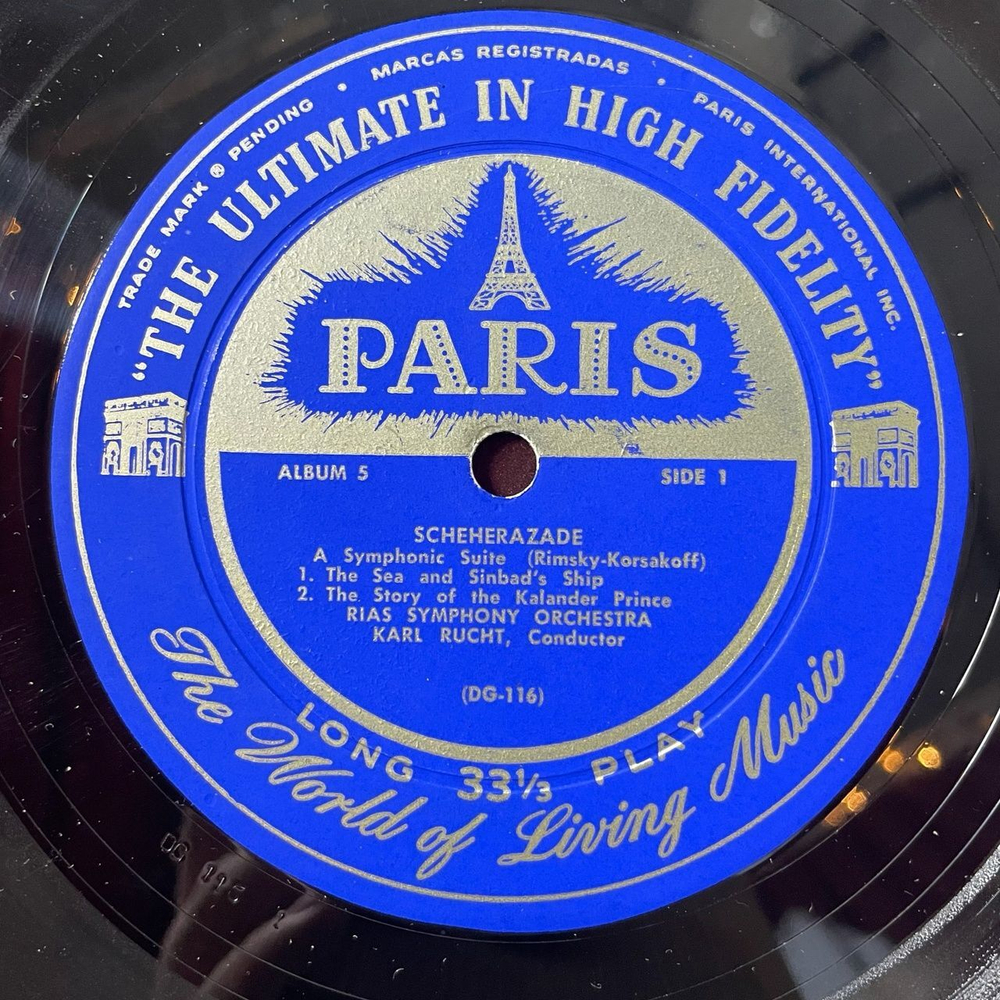 TRADE MARK ® PENDING • MARCAS REGISTRADAS • PARIS INTERNATIONAL INC.
"THE ULTIMATE IN HIGH FIDELITY"
PARIS
ALBUM 5
SIDE 1
SCHEHERAZADE
A Symphonic Suite (Rimsky-Korsakoff)
1. The Sea and Sinbad's Ship
2. The Story of the Kalander Prince
RIAS SYMPHONY ORCHESTRA
KARL RUCHT, Conductor
(DG-116)
LONG 33⅓ PLAY
The World of Living Music